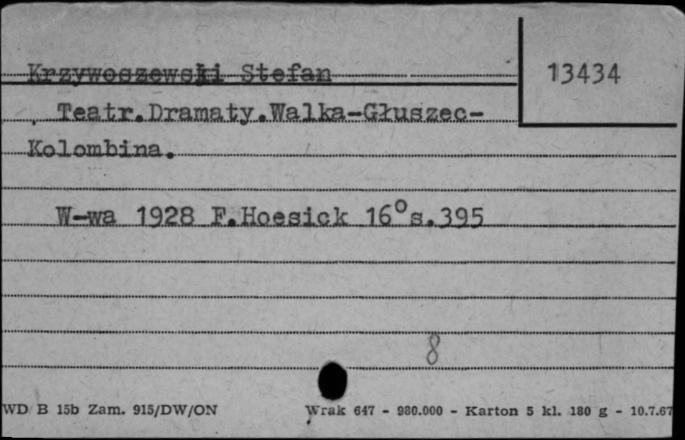 Krzywoszewski Stefan
13434
Teatr.Dramaty.Walka-Głuszec-
Kolombina.
W-wa 1928 F.Hoesick 16° s.395
8
WD B 15b Zam. 915/DW/ON Wrak 647 - 980.000 - Karton 5 kl. 180 g - 10.7.67